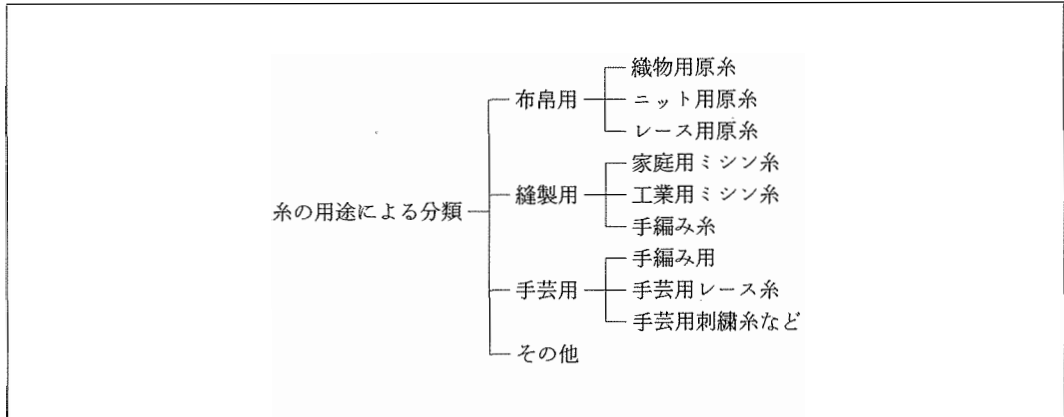 糸の用途による分類
布帛用
織物用原糸
ニット用原糸
レース用原糸
縫製用
家庭用ミシン糸
工業用ミシン糸
手編み糸
手芸用
手編み用
手芸用レース糸
手芸用刺繍糸など
その他